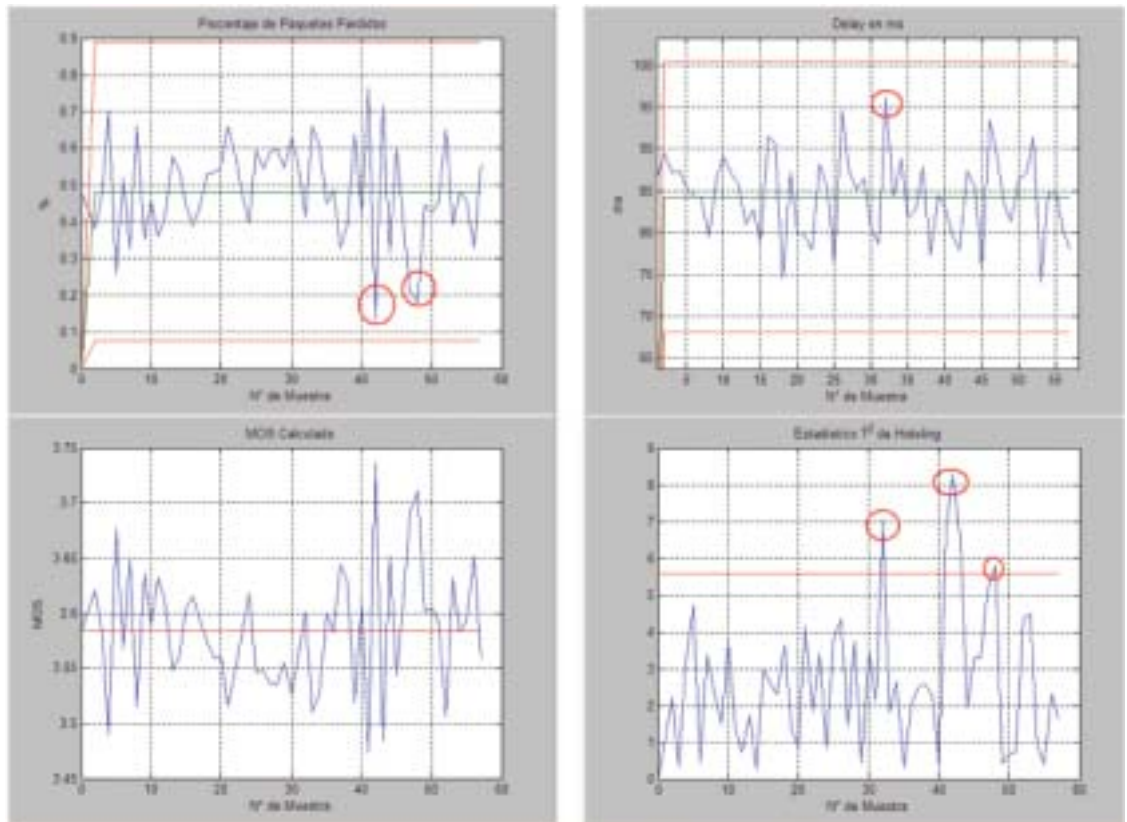 Porcentaje de Paquetes Perdidos
0.9
0.8
0.7
0.6
0.5
0.4
0.3
0.2
0.1
0
%
0 10 20 30 40 50 60
N° de Muestra
Delay en ms
100
95
90
85
80
75
70
65
ms
5 10 15 20 25 30 35 40 45 50 55
N° de Muestra
MOS Calculado
3.75
3.7
3.65
3.6
3.55
3.5
3.45
MOS
0 10 20 30 40 50 60
N° de Muestra
Estadístico T² de Hotelling
9
8
7
6
5
4
3
2
1
0
0 10 20 30 40 50 60
N° de Muestra